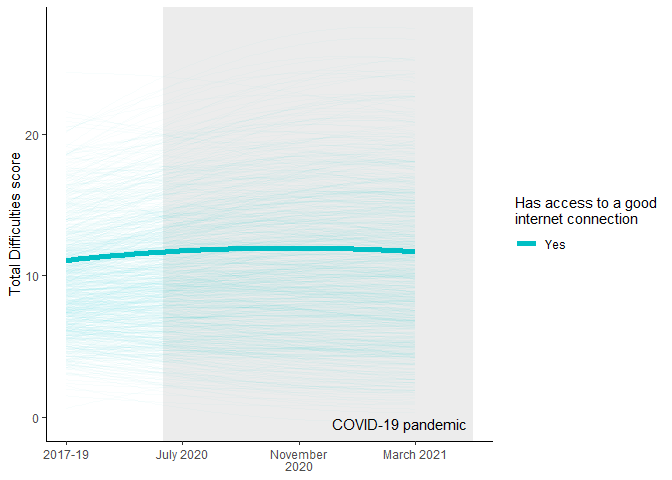 Total Difficulties score
20
10
0
COVID-19 pandemic
2017-19
July 2020
November
2020
March 2021
Has access to a good
internet connection
Yes